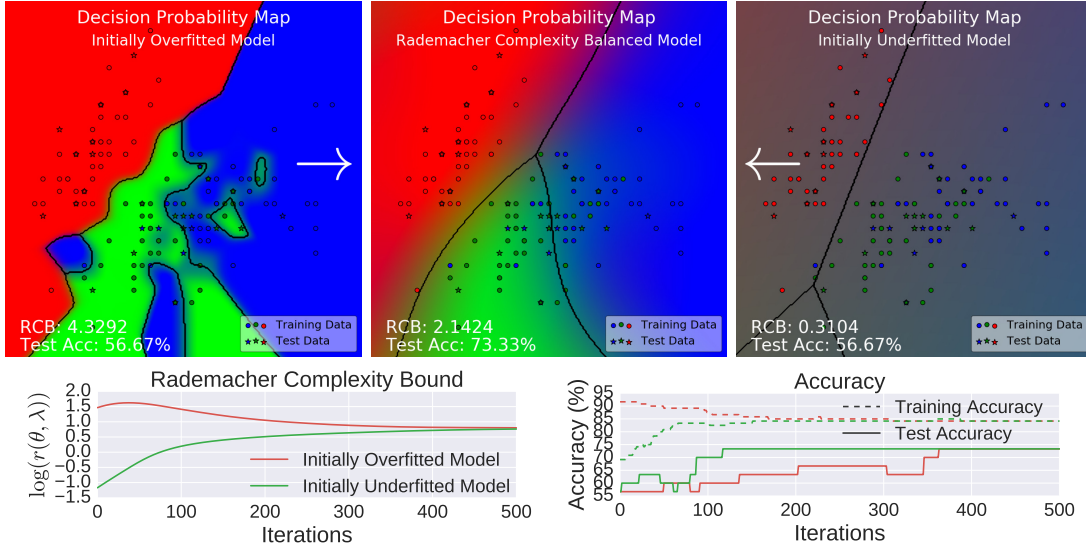 Decision Probability Map
Initially Overfitted Model
RCB: 4.3292
Test Acc: 56.67%
Training Data
Test Data
Decision Probability Map
Rademacher Complexity Balanced Model
RCB: 2.1424
Test Acc: 73.33%
Training Data
Test Data
Decision Probability Map
Initially Underfitted Model
RCB: 0.3104
Test Acc: 56.67%
Training Data
Test Data
Rademacher Complexity Bound
log(r(θ, λ))
2.0
1.5
1.0
0.5
0.0
−0.5
−1.0
−1.5
Initially Overfitted Model
Initially Underfitted Model
0 100 200 300 400 500
Iterations
Accuracy
Accuracy (%)
95
90
85
80
75
70
65
60
55
Training Accuracy
Test Accuracy
0 100 200 300 400 500
Iterations